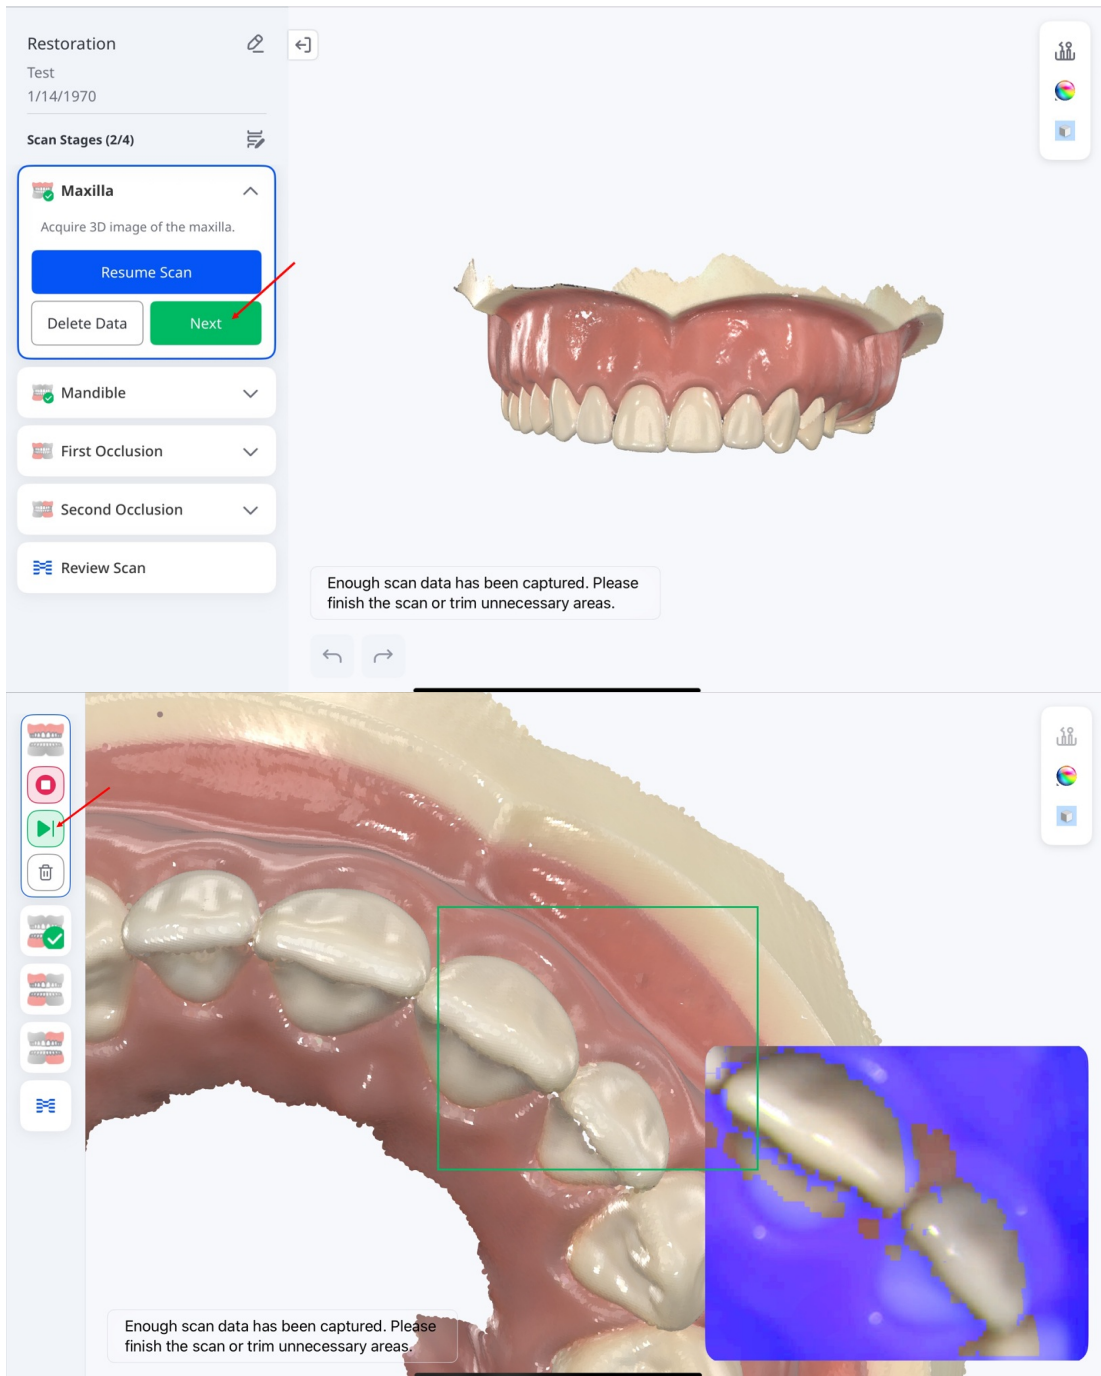 Restoration
Test
1/14/1970
Scan Stages (2/4)
Maxilla
Acquire 3D image of the maxilla.
Resume Scan
Delete Data
Next
Mandible
First Occlusion
Second Occlusion
Review Scan
Enough scan data has been captured. Please
finish the scan or trim unnecessary areas.
Enough scan data has been captured. Please
finish the scan or trim unnecessary areas.